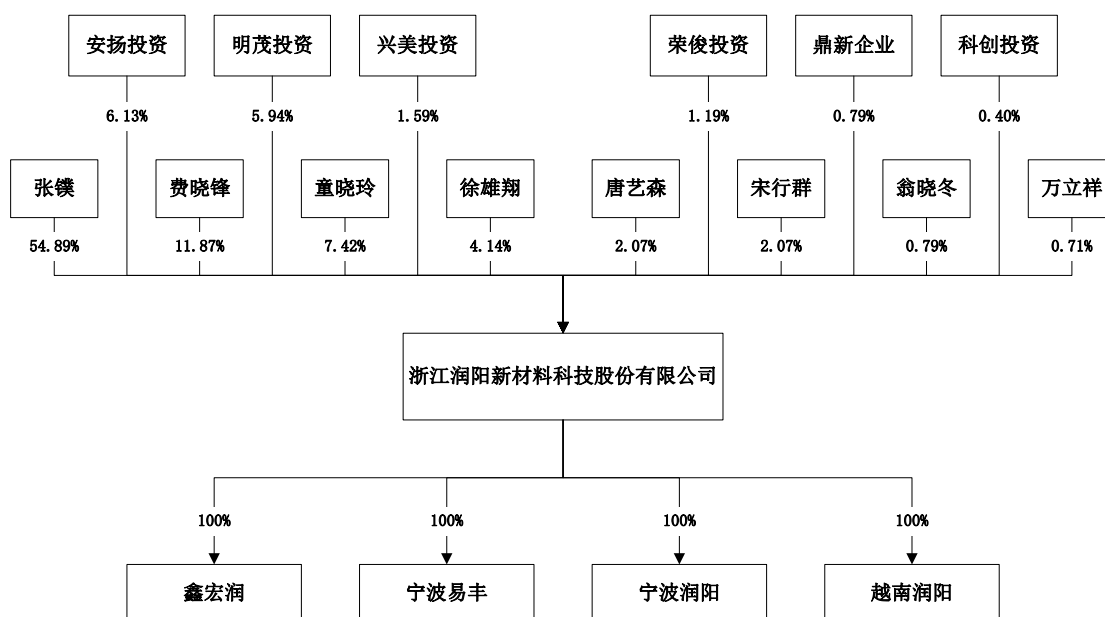 安扬投资 明茂投资 兴美投资 荣俊投资 鼎新企业 科创投资
6.13% 5.94% 1.59% 1.19% 0.79% 0.40%
张镤 费晓锋 童晓玲 徐雄翔 唐艺森 宋行群 翁晓冬 万立祥
54.89% 11.87% 7.42% 4.14% 2.07% 2.07% 0.79% 0.71%
浙江润阳新材料科技股份有限公司
100% 100% 100% 100%
鑫宏润 宁波易丰 宁波润阳 越南润阳